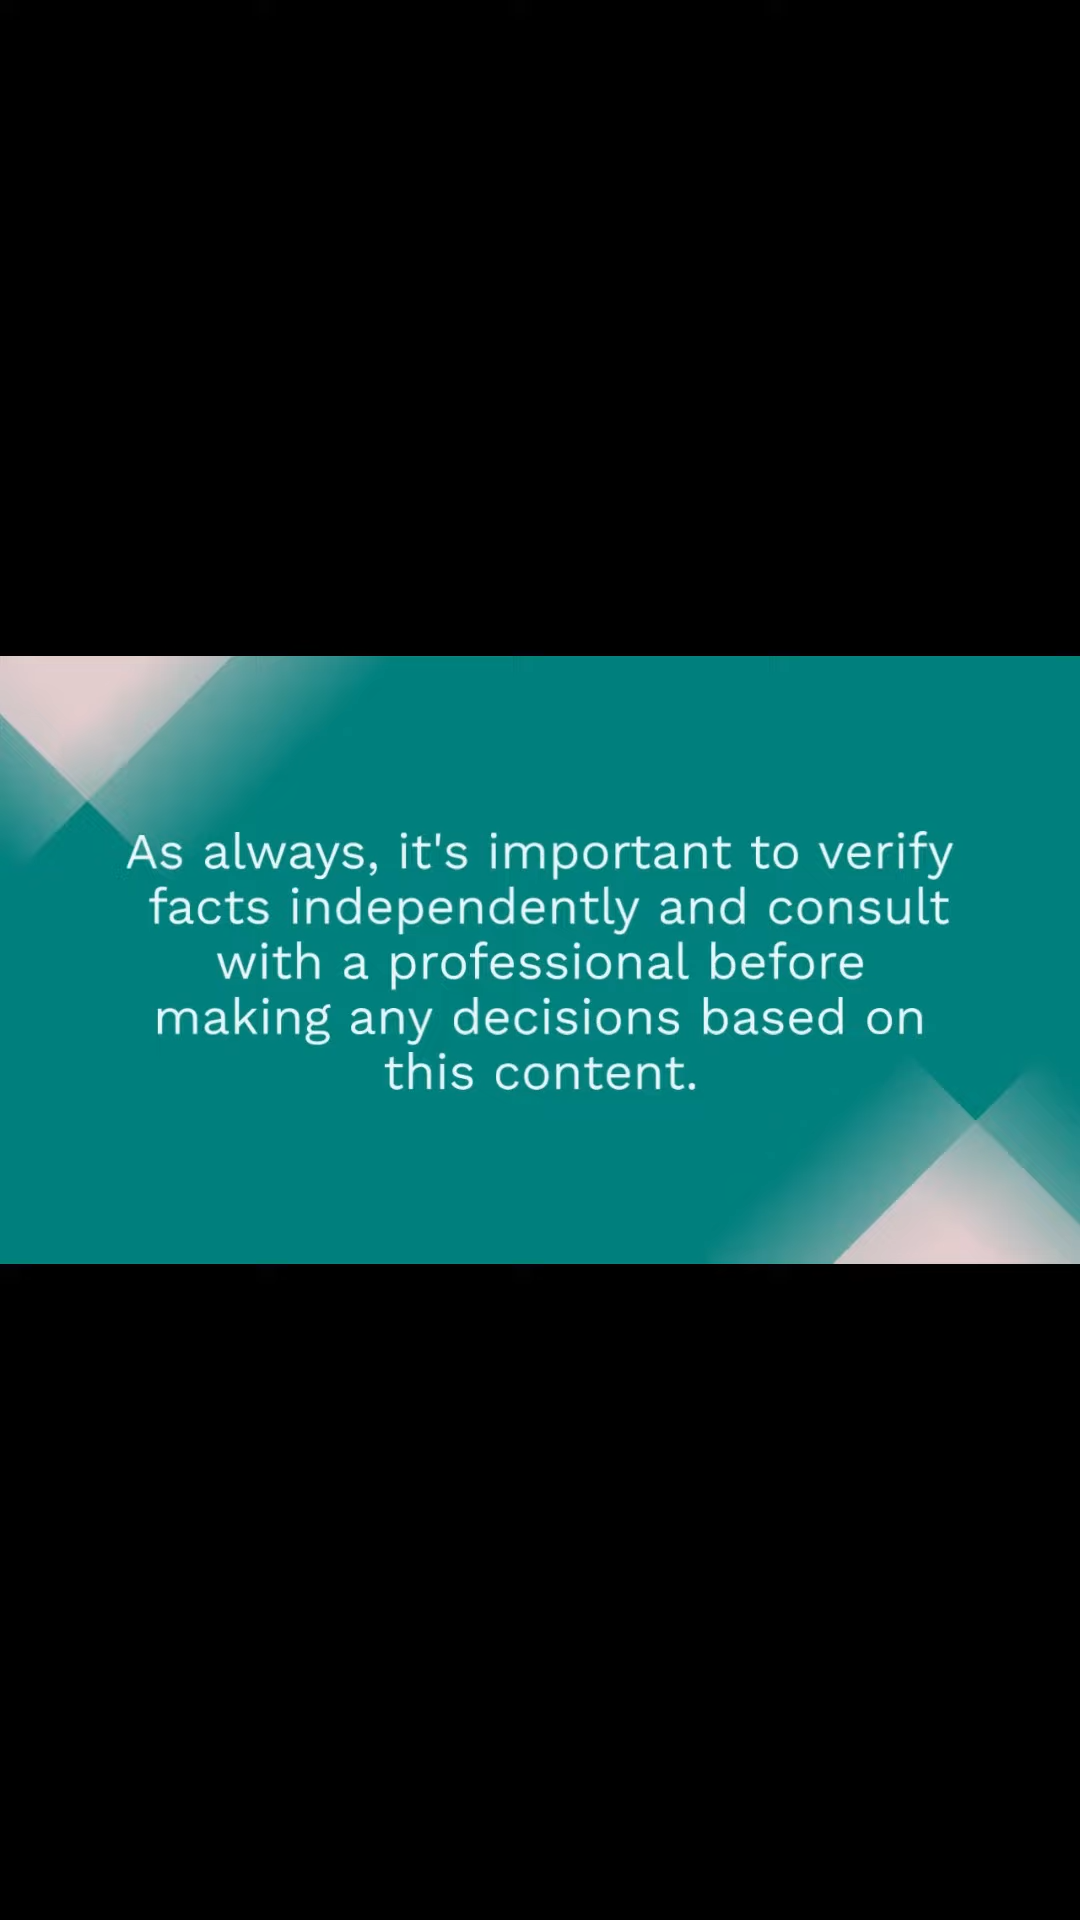 As always, it's important to verify
facts independently and consult
with a professional before
making any decisions based on
this content.